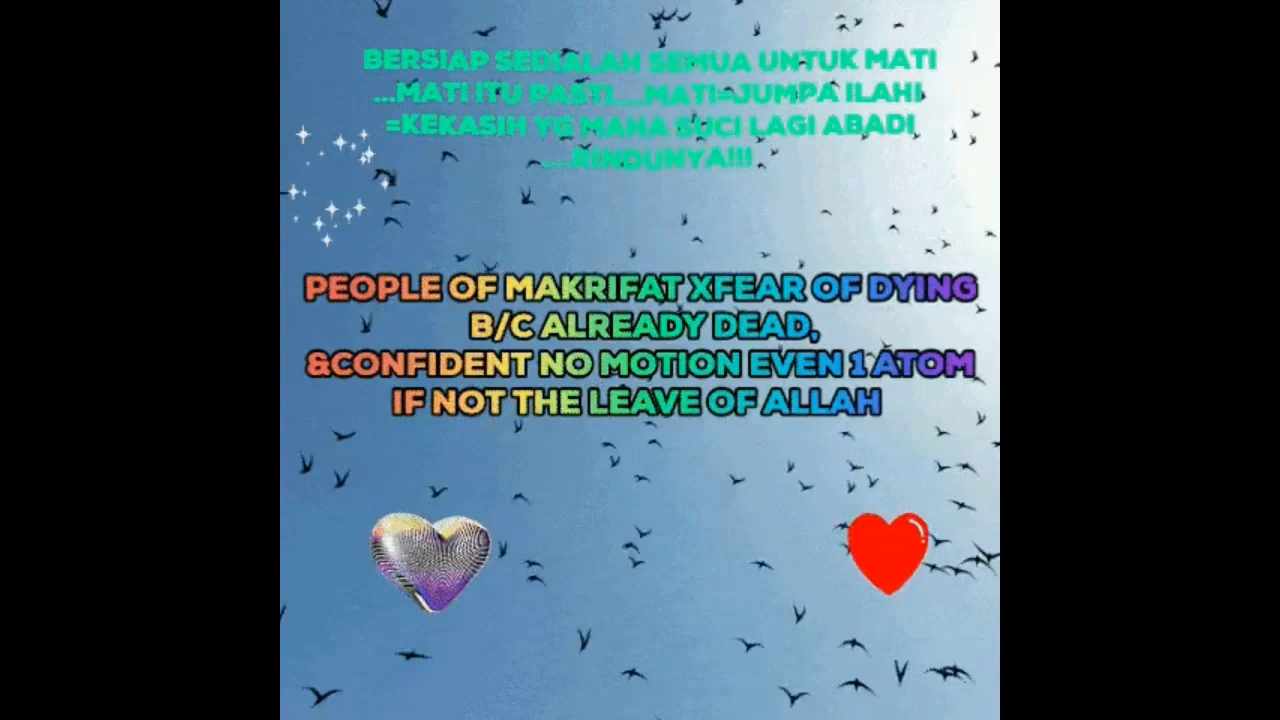 BERSIAP SEDIALAH SEMUA UNTUK MATI
...MATI ITU PASTI....MATI=JUMPA ILAHI
=KEKASIH YG MAHA SUCI LAGI ABADI
.....RINDUNYA!!!
PEOPLE OF MAKRIFAT XFEAR OF DYING
B/C ALREADY DEAD,
&CONFIDENT NO MOTION EVEN 1 ATOM
IF NOT THE LEAVE OF ALLAH